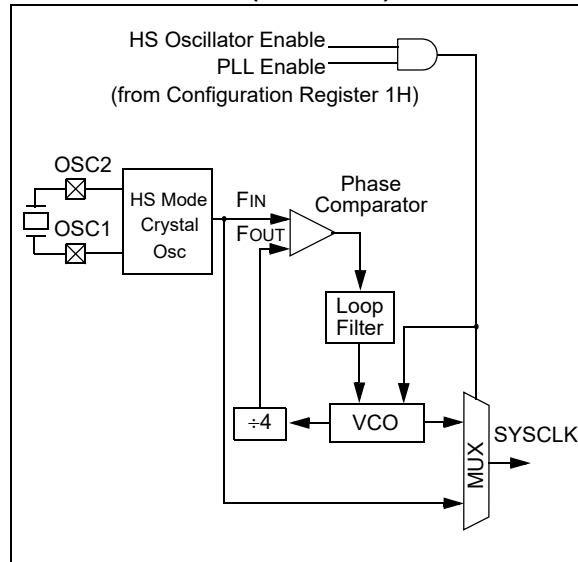 HS Oscillator Enable
PLL Enable
(from Configuration Register 1H)
OSC2
OSC1
HS Mode
Crystal
Osc
FIN
FOUT
Phase
Comparator
Loop
Filter
÷4
VCO
MUX
SYSCLK